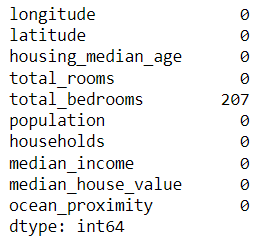 longitude 0
latitude 0
housing_median_age 0
total_rooms 0
total_bedrooms 207
population 0
households 0
median_income 0
median_house_value 0
ocean_proximity 0
dtype: int64